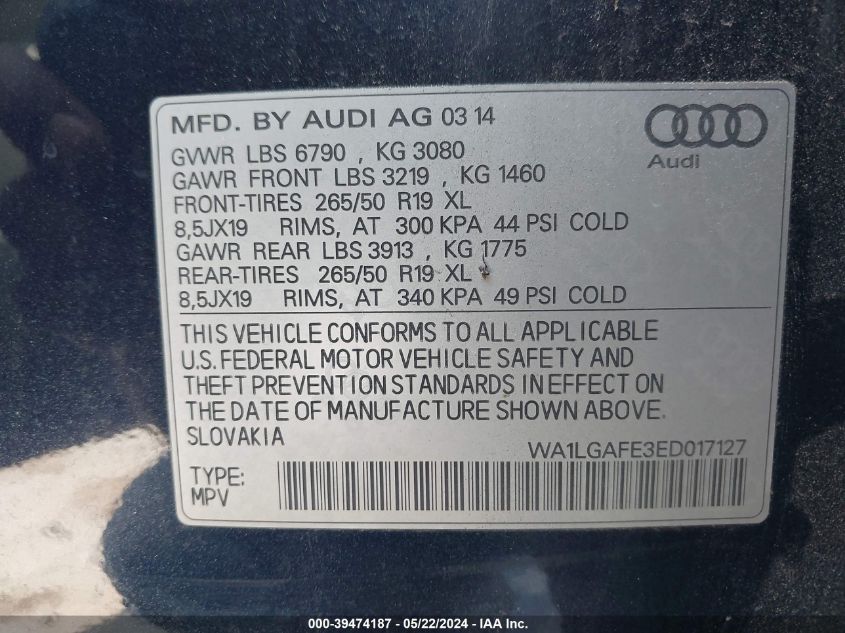 MFD. BY AUDI AG 03 14
Audi
GVWR LBS 6790 , KG 3080
GAWR FRONT LBS 3219 , KG 1460
FRONT-TIRES 265/50 R19 XL
8,5JX19 RIMS, AT 300 KPA 44 PSI COLD
GAWR REAR LBS 3913 , KG 1775
REAR-TIRES 265/50 R19 XL
8,5JX19 RIMS, AT 340 KPA 49 PSI COLD
THIS VEHICLE CONFORMS TO ALL APPLICABLE
U.S. FEDERAL MOTOR VEHICLE SAFETY AND
THEFT PREVENTION STANDARDS IN EFFECT ON
THE DATE OF MANUFACTURE SHOWN ABOVE.
SLOVAKIA
WA1LGAFE3ED017127
TYPE:
MPV
000-39474187 - 05/22/2024 - IAAI.COM